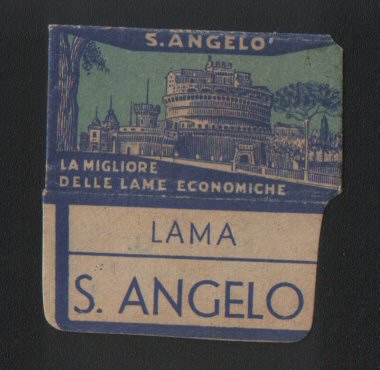 S. ANGELO
LA MIGLIORE
DELLE LAME ECONOMICHE
LAMA
S. ANGELO